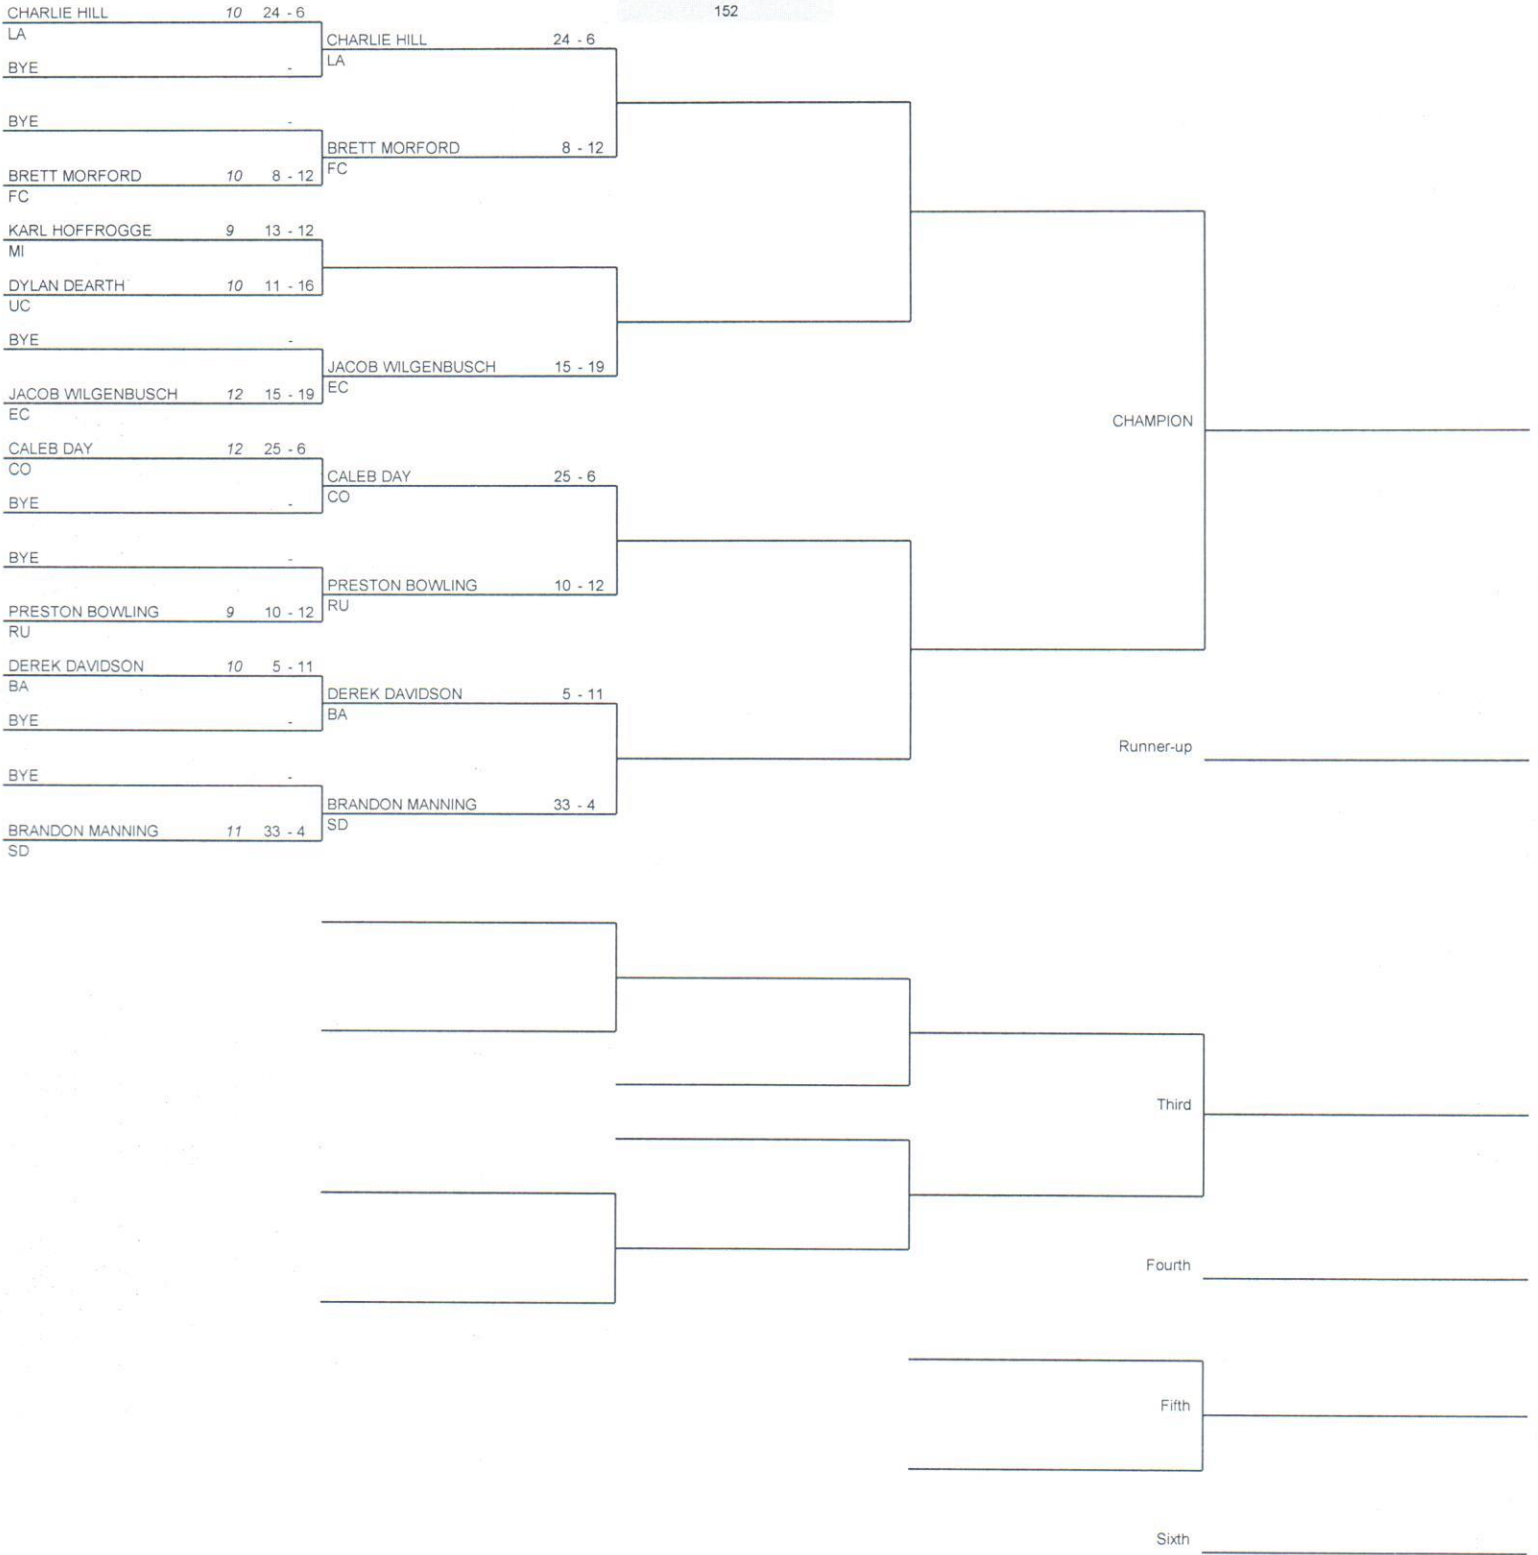 152
CHARLIE HILL 10 24 - 6
LA
BYE -
BYE -
BRETT MORFORD 10 8 - 12
FC
KARL HOFFROGGE 9 13 - 12
MI
DYLAN DEARTH 10 11 - 16
UC
BYE -
JACOB WILGENBUSCH 12 15 - 19
EC
CALEB DAY 12 25 - 6
CO
BYE -
BYE -
PRESTON BOWLING 9 10 - 12
RU
DEREK DAVIDSON 10 5 - 11
BA
BYE -
BYE -
BRANDON MANNING 11 33 - 4
SD
CHARLIE HILL 24 - 6
LA
BRETT MORFORD 8 - 12
FC
JACOB WILGENBUSCH 15 - 19
EC
CALEB DAY 25 - 6
CO
PRESTON BOWLING 10 - 12
RU
DEREK DAVIDSON 5 - 11
BA
BRANDON MANNING 33 - 4
SD
CHAMPION
Runner-up
Third
Fourth
Fifth
Sixth